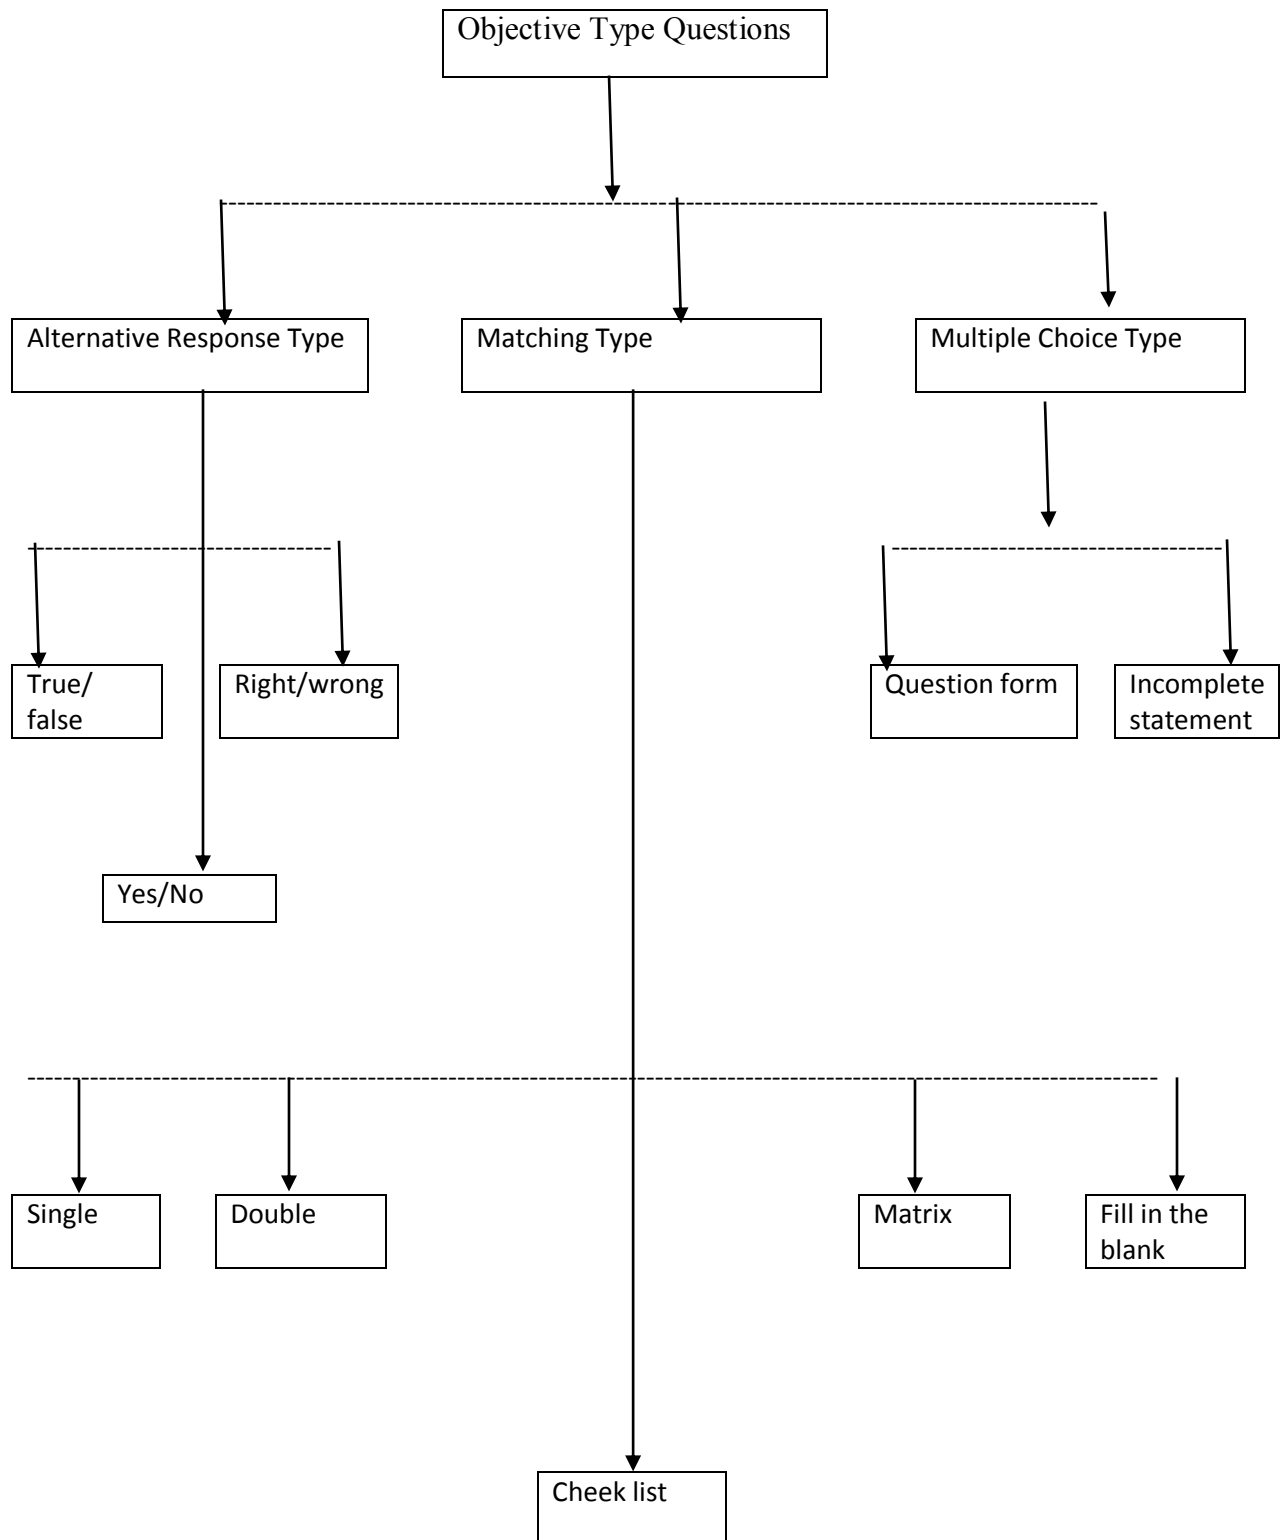 Objective Type Questions
Alternative Response Type
Matching Type
Multiple Choice Type
True/
false
Right/wrong
Question form
Incomplete
statement
Yes/No
Single
Double
Matrix
Fill in the
blank
Cheek list